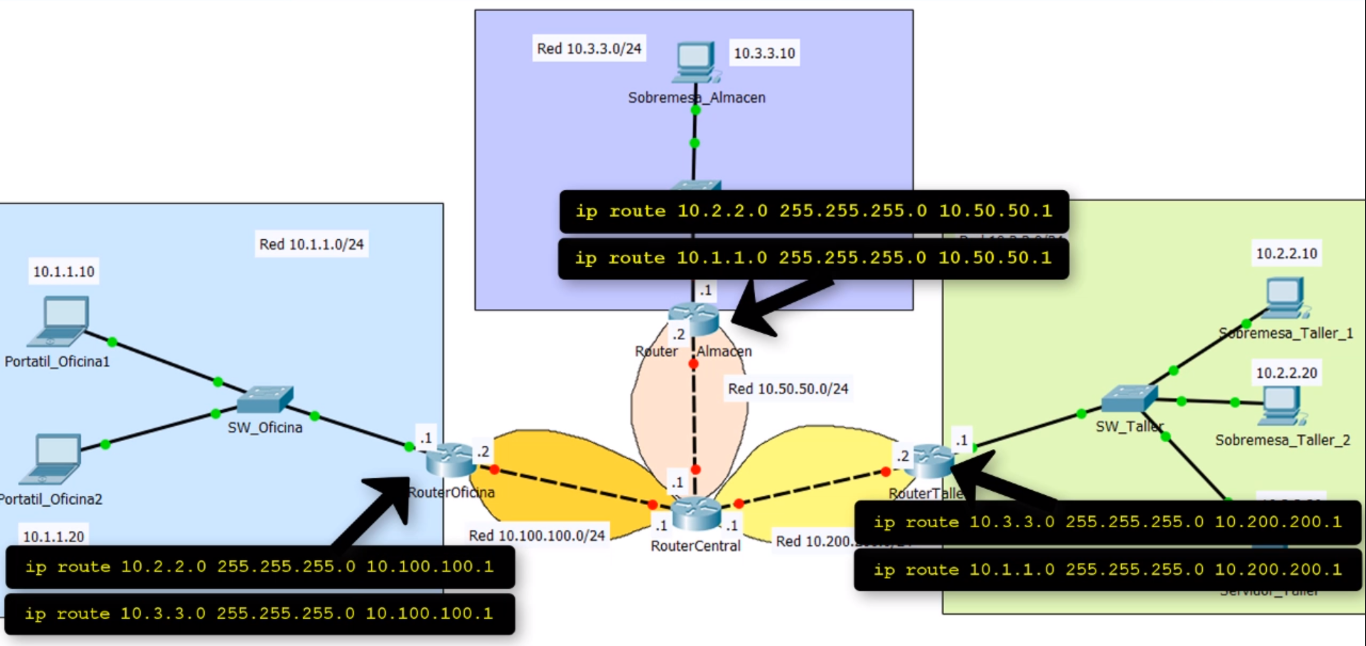 Red 10.3.3.0/24
10.3.3.10
Sobremesa_Almacen
ip route 10.2.2.0 255.255.255.0 10.50.50.1
ip route 10.1.1.0 255.255.255.0 10.50.50.1
.1
.2
Router Almacen
Red 10.50.50.0/24
Red 10.1.1.0/24
10.1.1.10
Portatil_Oficina1
SW_Oficina
Portatil_Oficina2
10.1.1.20
.1
.2
RouterOficina
Red 10.100.100.0/24
ip route 10.2.2.0 255.255.255.0 10.100.100.1
ip route 10.3.3.0 255.255.255.0 10.100.100.1
.1
.1
.1
RouterCentral
10.2.2.10
Sobremesa_Taller_1
10.2.2.20
Sobremesa_Taller_2
SW_Taller
.1
.2
RouterTaller
Red
ip route 10.3.3.0 255.255.255.0 10.200.200.1
ip route 10.1.1.0 255.255.255.0 10.200.200.1
Servidor_Taller